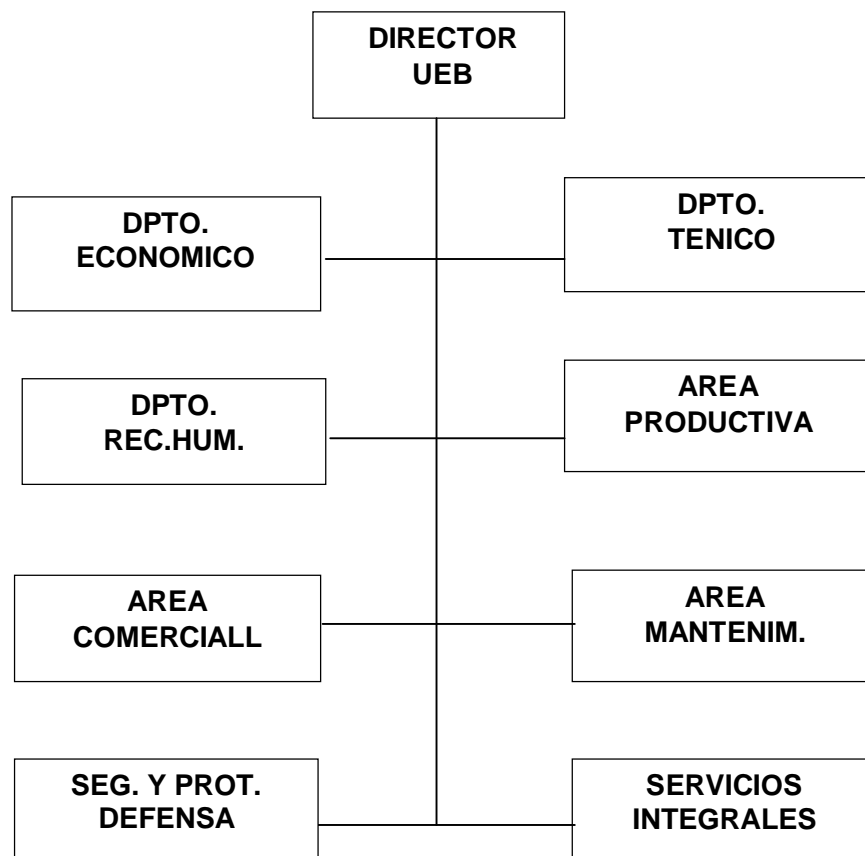 DIRECTOR
UEB
DPTO.
ECONOMICO
DPTO.
TENICO
DPTO.
REC.HUM.
AREA
PRODUCTIVA
AREA
COMERCIALL
AREA
MANTENIM.
SEG. Y PROT.
DEFENSA
SERVICIOS
INTEGRALES